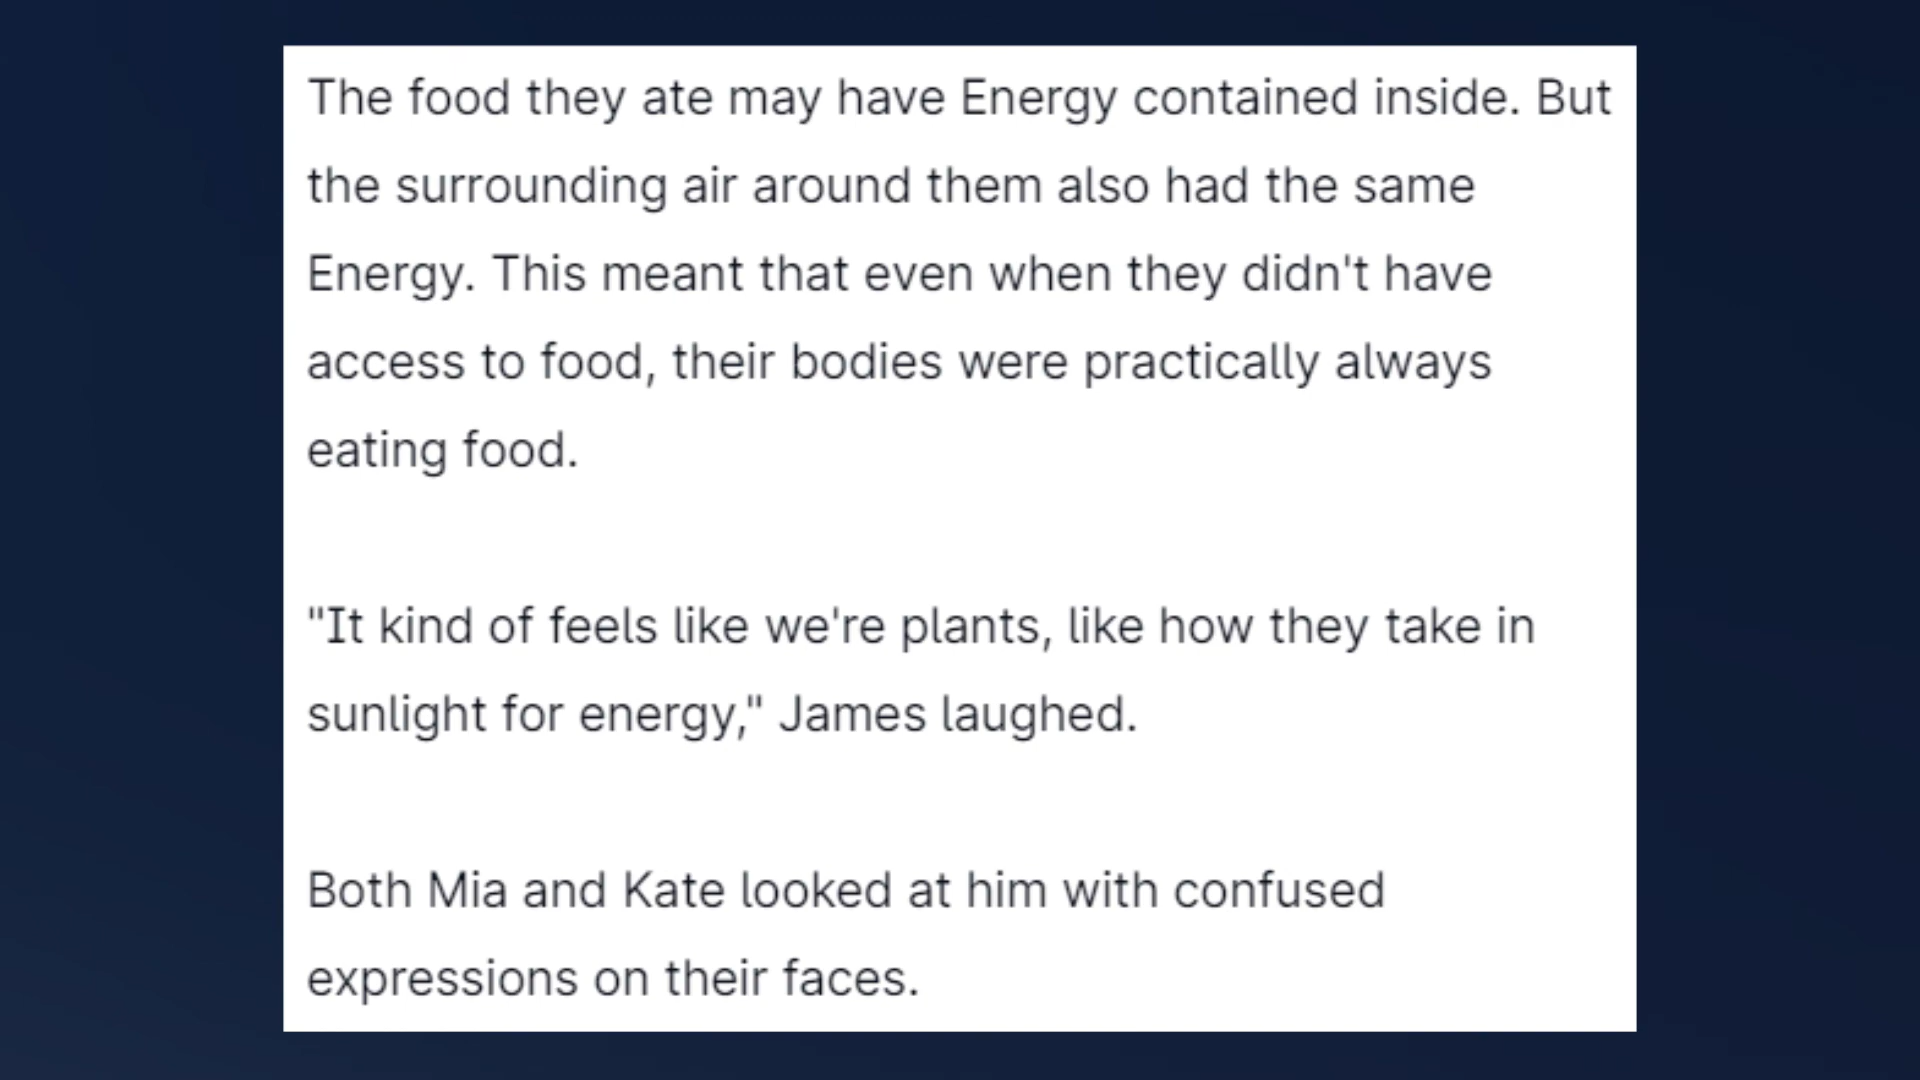 The food they ate may have Energy contained inside. But
the surrounding air around them also had the same
Energy. This meant that even when they didn't have
access to food, their bodies were practically always
eating food.
"It kind of feels like we're plants, like how they take in
sunlight for energy," James laughed.
Both Mia and Kate looked at him with confused
expressions on their faces.